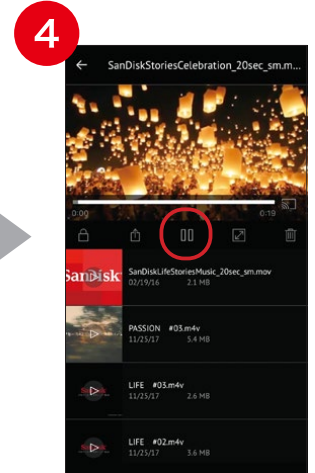 4
SanDiskStoriesCelebration_20sec_sm.m...
0:00
0:19
SanDisk
SanDiskLifeStoriesMusic_20sec_sm.mov
02/19/16 2.1 MB
PASSION #03.m4v
11/25/17 5.4 MB
LIFE #03.m4v
11/25/17 2.6 MB
LIFE #02.m4v
11/25/17 3.6 MB